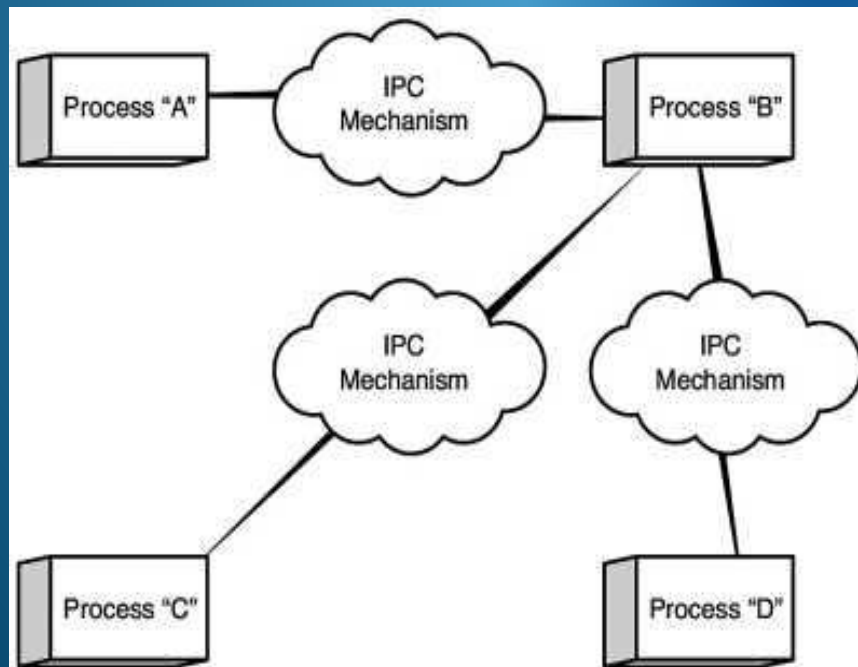 Process “A”
IPC
Mechanism
Process “B”
IPC
Mechanism
IPC
Mechanism
Process “C”
Process “D”